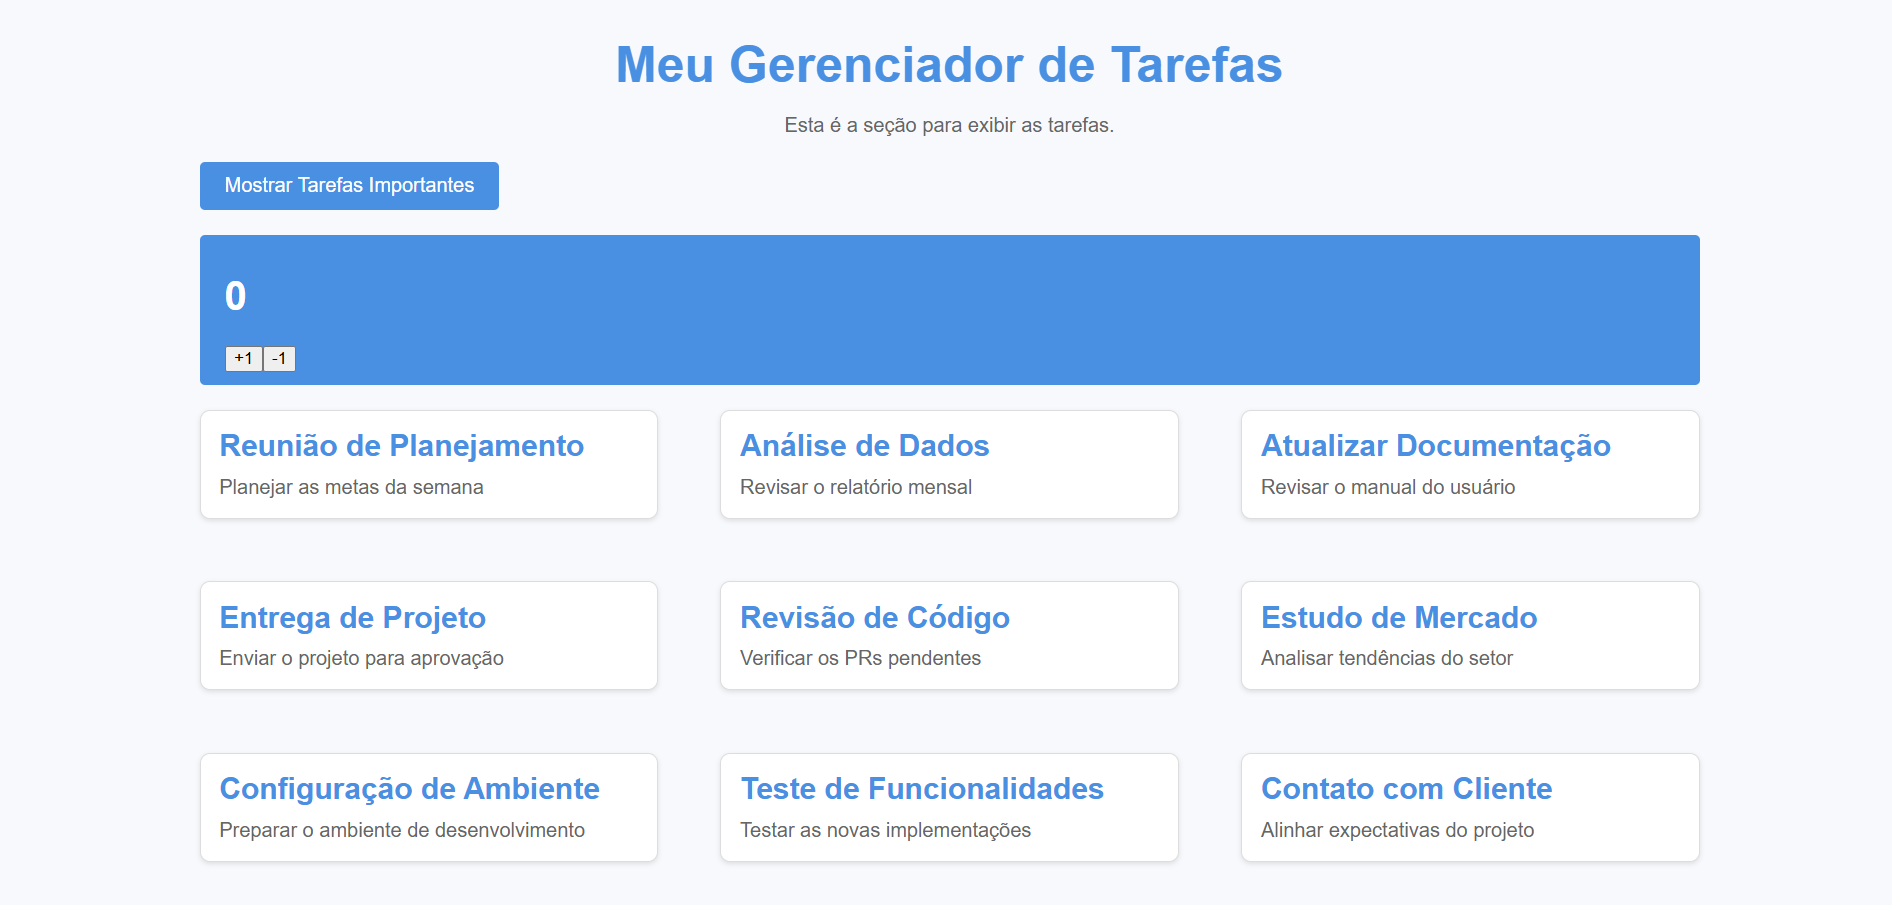 Meu Gerenciador de Tarefas
Esta é a seção para exibir as tarefas.
Mostrar Tarefas Importantes
0
+1 -1
Reunião de Planejamento
Planejar as metas da semana
Análise de Dados
Revisar o relatório mensal
Atualizar Documentação
Revisar o manual do usuário
Entrega de Projeto
Enviar o projeto para aprovação
Revisão de Código
Verificar os PRs pendentes
Estudo de Mercado
Analisar tendências do setor
Configuração de Ambiente
Preparar o ambiente de desenvolvimento
Teste de Funcionalidades
Testar as novas implementações
Contato com Cliente
Alinhar expectativas do projeto